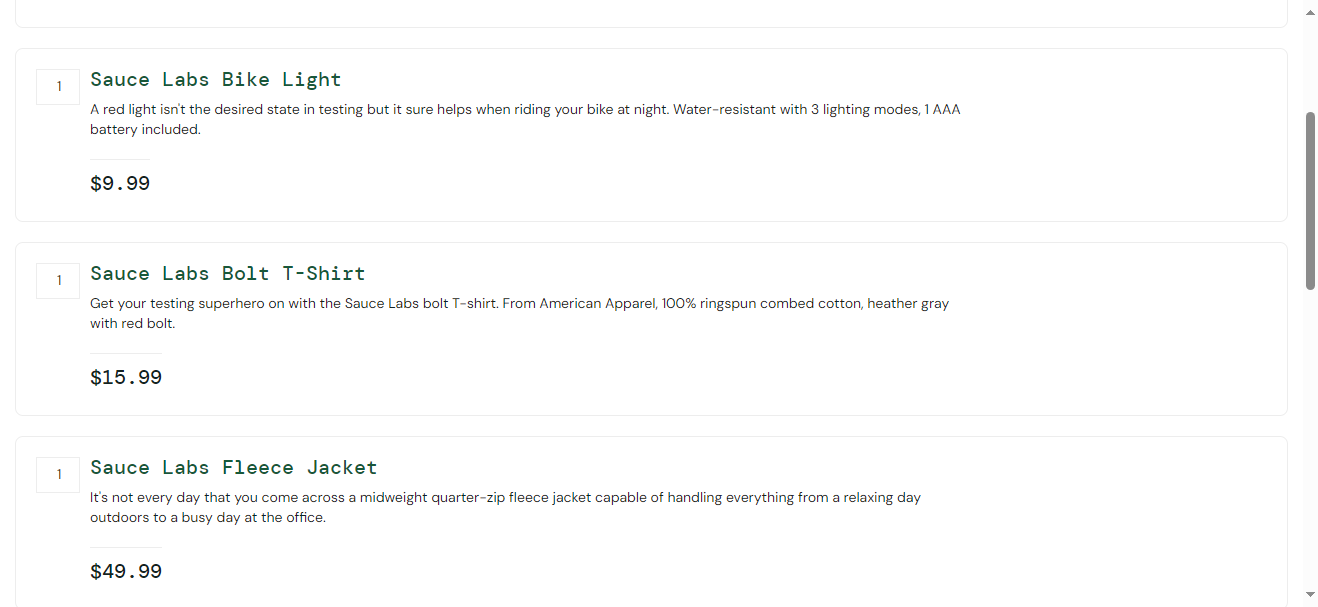 1
Sauce Labs Bike Light
A red light isn't the desired state in testing but it sure helps when riding your bike at night. Water-resistant with 3 lighting modes, 1 AAA
battery included.
$9.99
1
Sauce Labs Bolt T-Shirt
Get your testing superhero on with the Sauce Labs bolt T-shirt. From American Apparel, 100% ringspun combed cotton, heather gray
with red bolt.
$15.99
1
Sauce Labs Fleece Jacket
It's not every day that you come across a midweight quarter-zip fleece jacket capable of handling everything from a relaxing day
outdoors to a busy day at the office.
$49.99